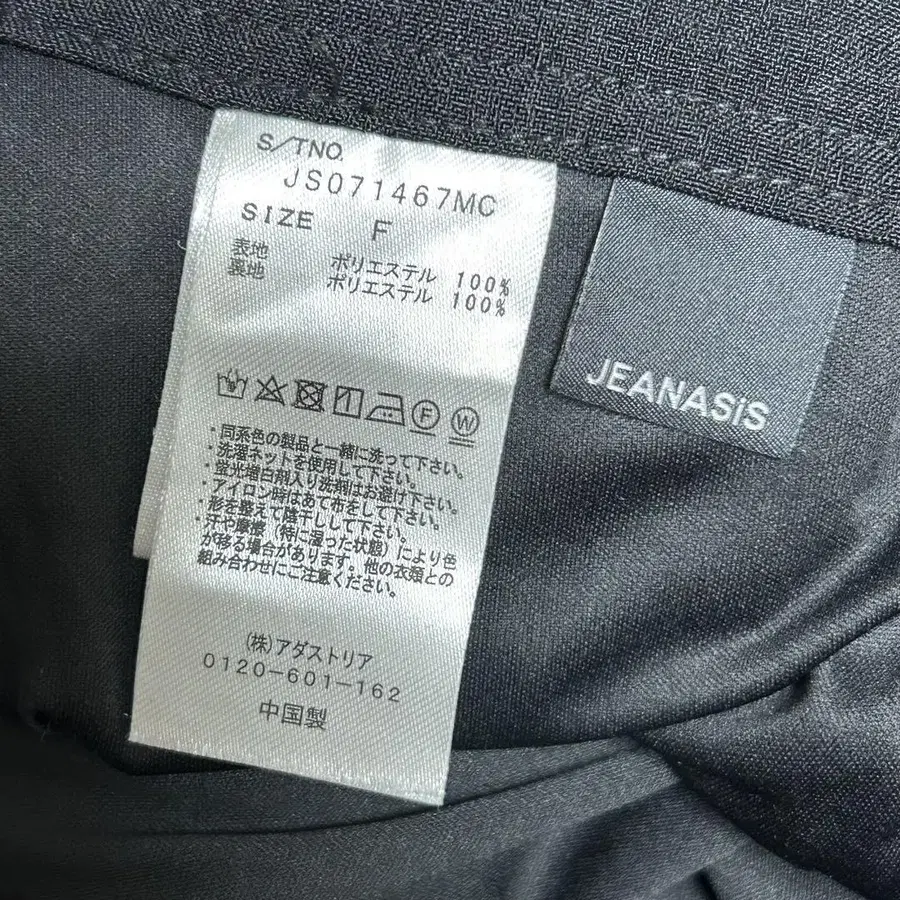 S/TNO.
JS071467MC
SIZE F
表地 ポリエステル 100%
裏地 ポリエステル 100%
・同系色の製品と一緒に洗って下さい。
・洗濯ネットを使用して下さい。
・蛍光増白剤入り洗剤はお避け下さい。
・アイロン時はあて布をして下さい。
・形を整えて陰干しして下さい。
・汗や摩擦(特に湿った状態)により色
が移る場合があります。他の衣類との
組み合わせにご注意ください。
(株)アダストリア
0120-601-162
中国製
JEANASiS
F
W